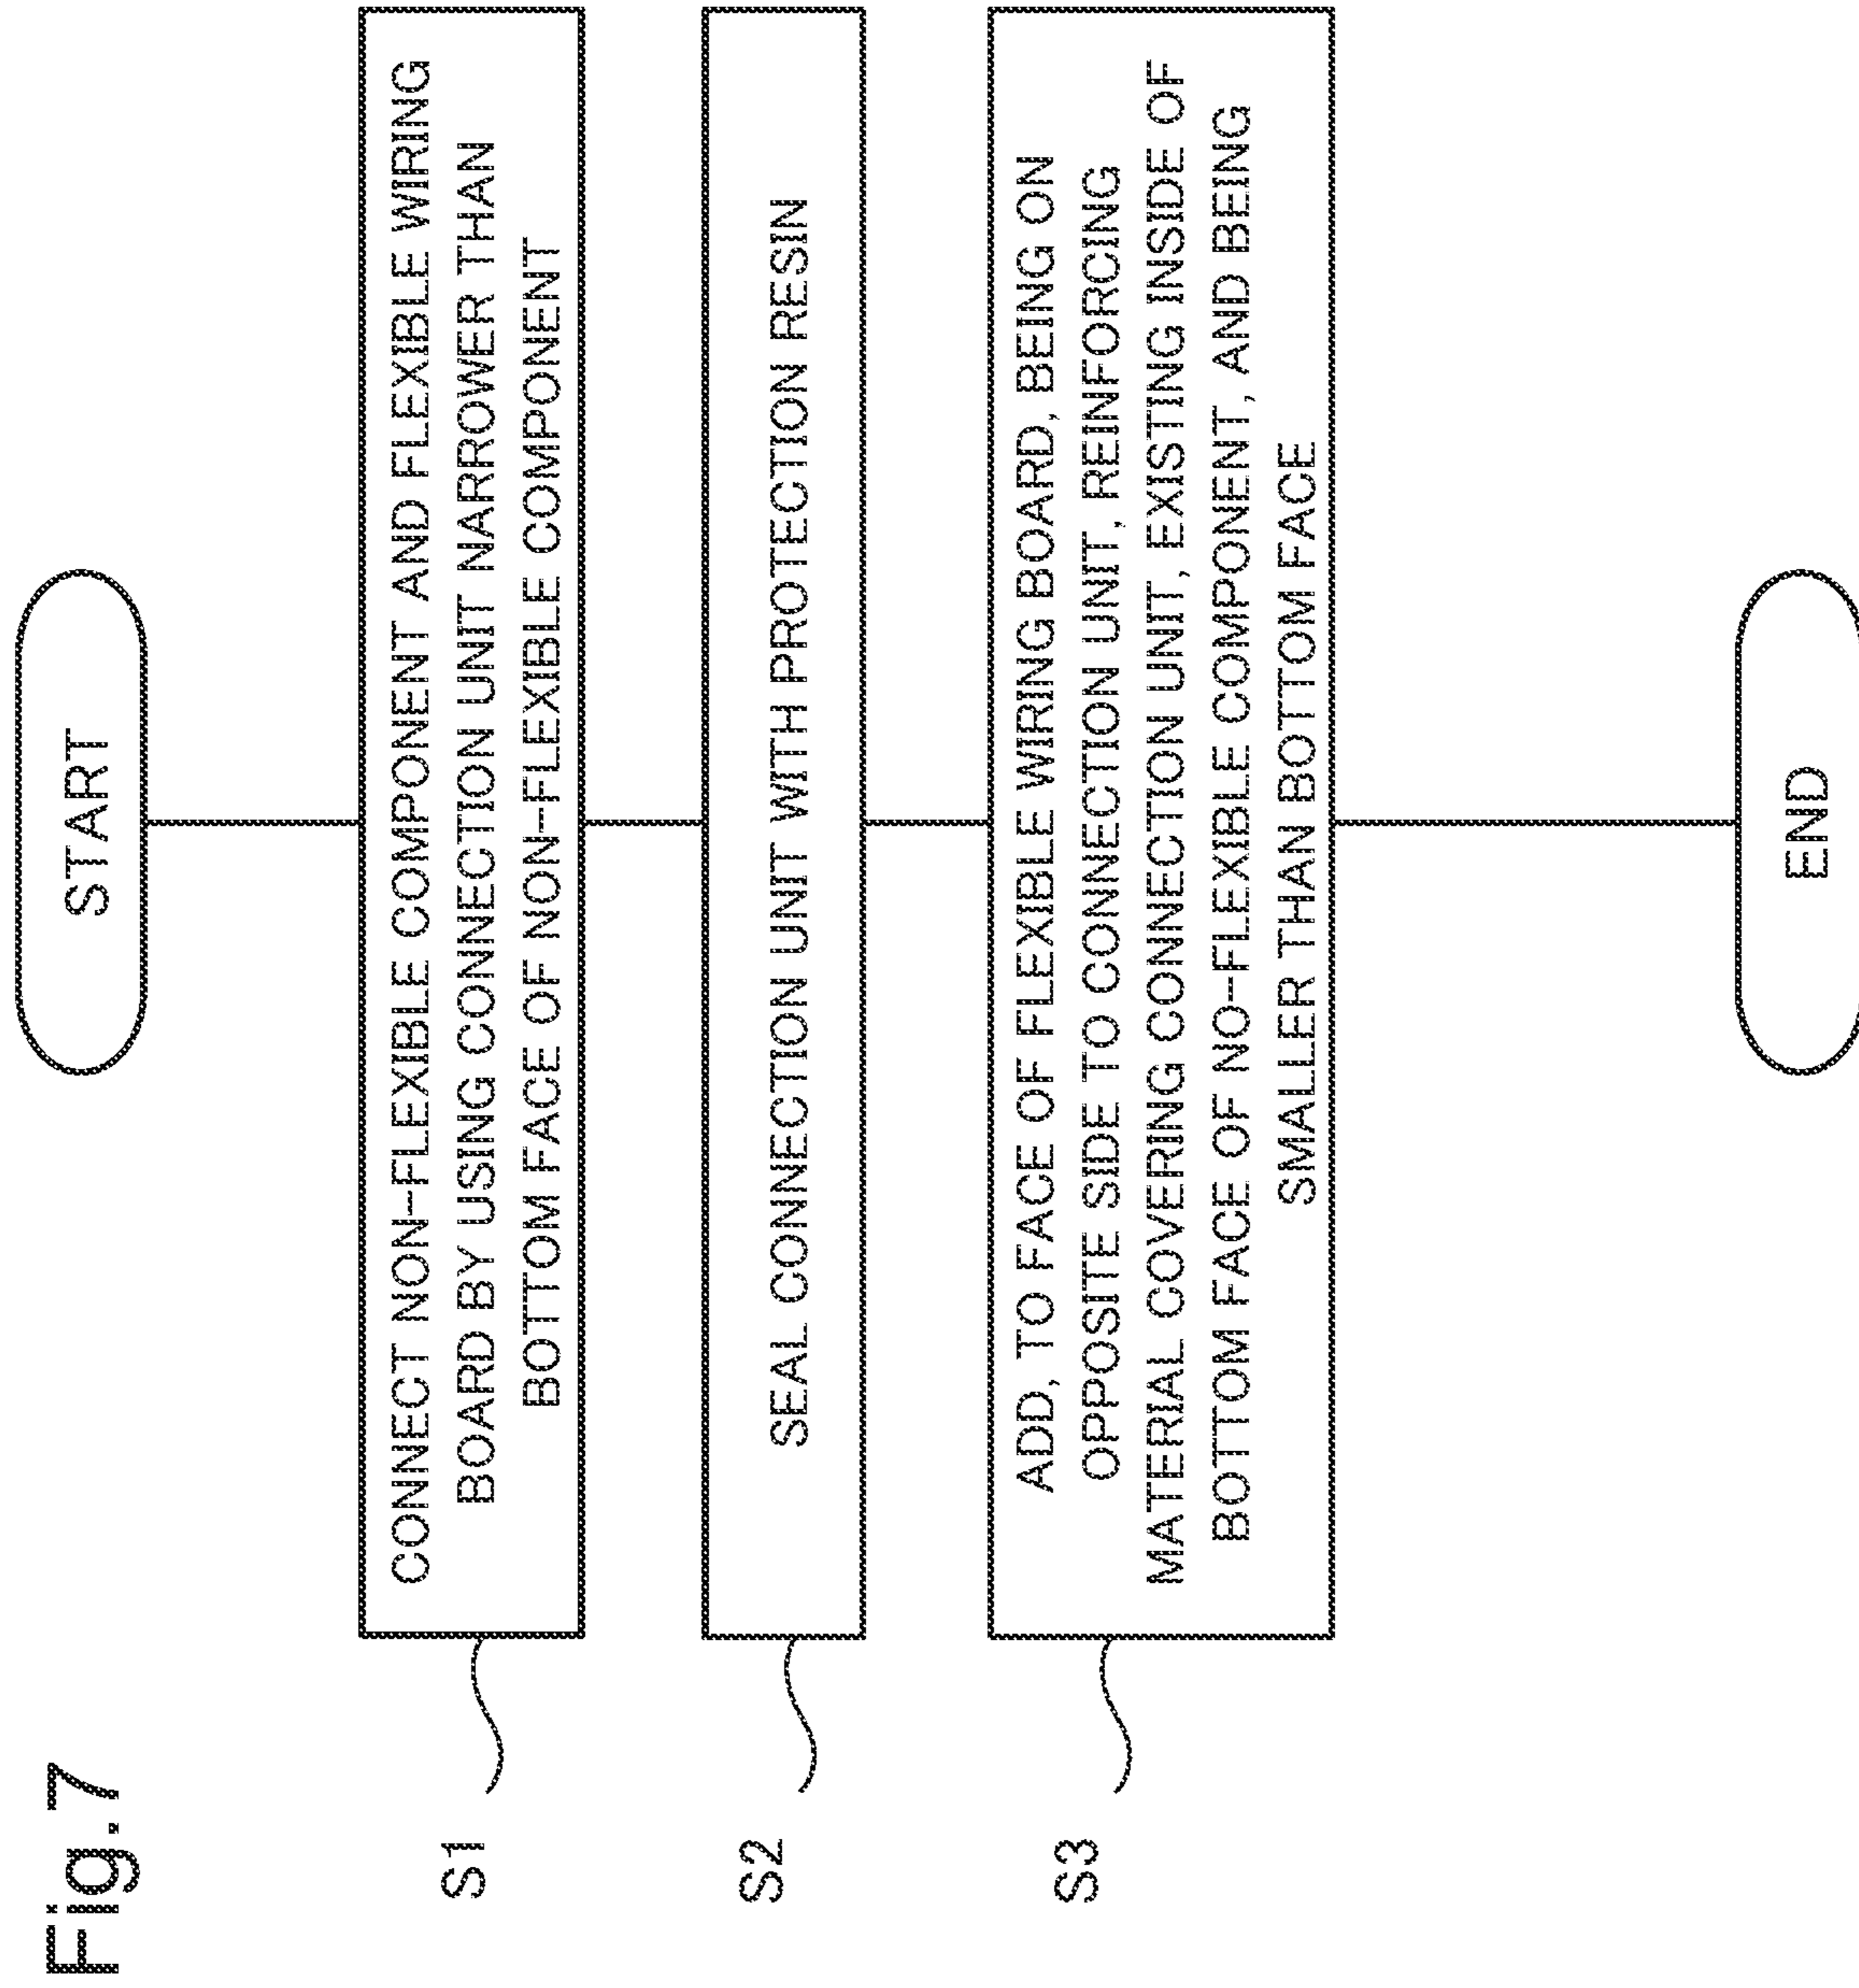 Fig.7
START
S1
CONNECT NON-FLEXIBLE COMPONENT AND FLEXIBLE WIRING
BOARD BY USING CONNECTION UNIT NARROWER THAN
BOTTOM FACE OF NON-FLEXIBLE COMPONENT
S2
SEAL CONNECTION UNIT WITH PROTECTION RESIN
S3
ADD, TO FACE OF FLEXIBLE WIRING BOARD, BEING ON
OPPOSITE SIDE TO CONNECTION UNIT, REINFORCING
MATERIAL COVERING CONNECTION UNIT, EXISTING INSIDE OF
BOTTOM FACE OF NO-FLEXIBLE COMPONENT, AND BEING
SMALLER THAN BOTTOM FACE
END